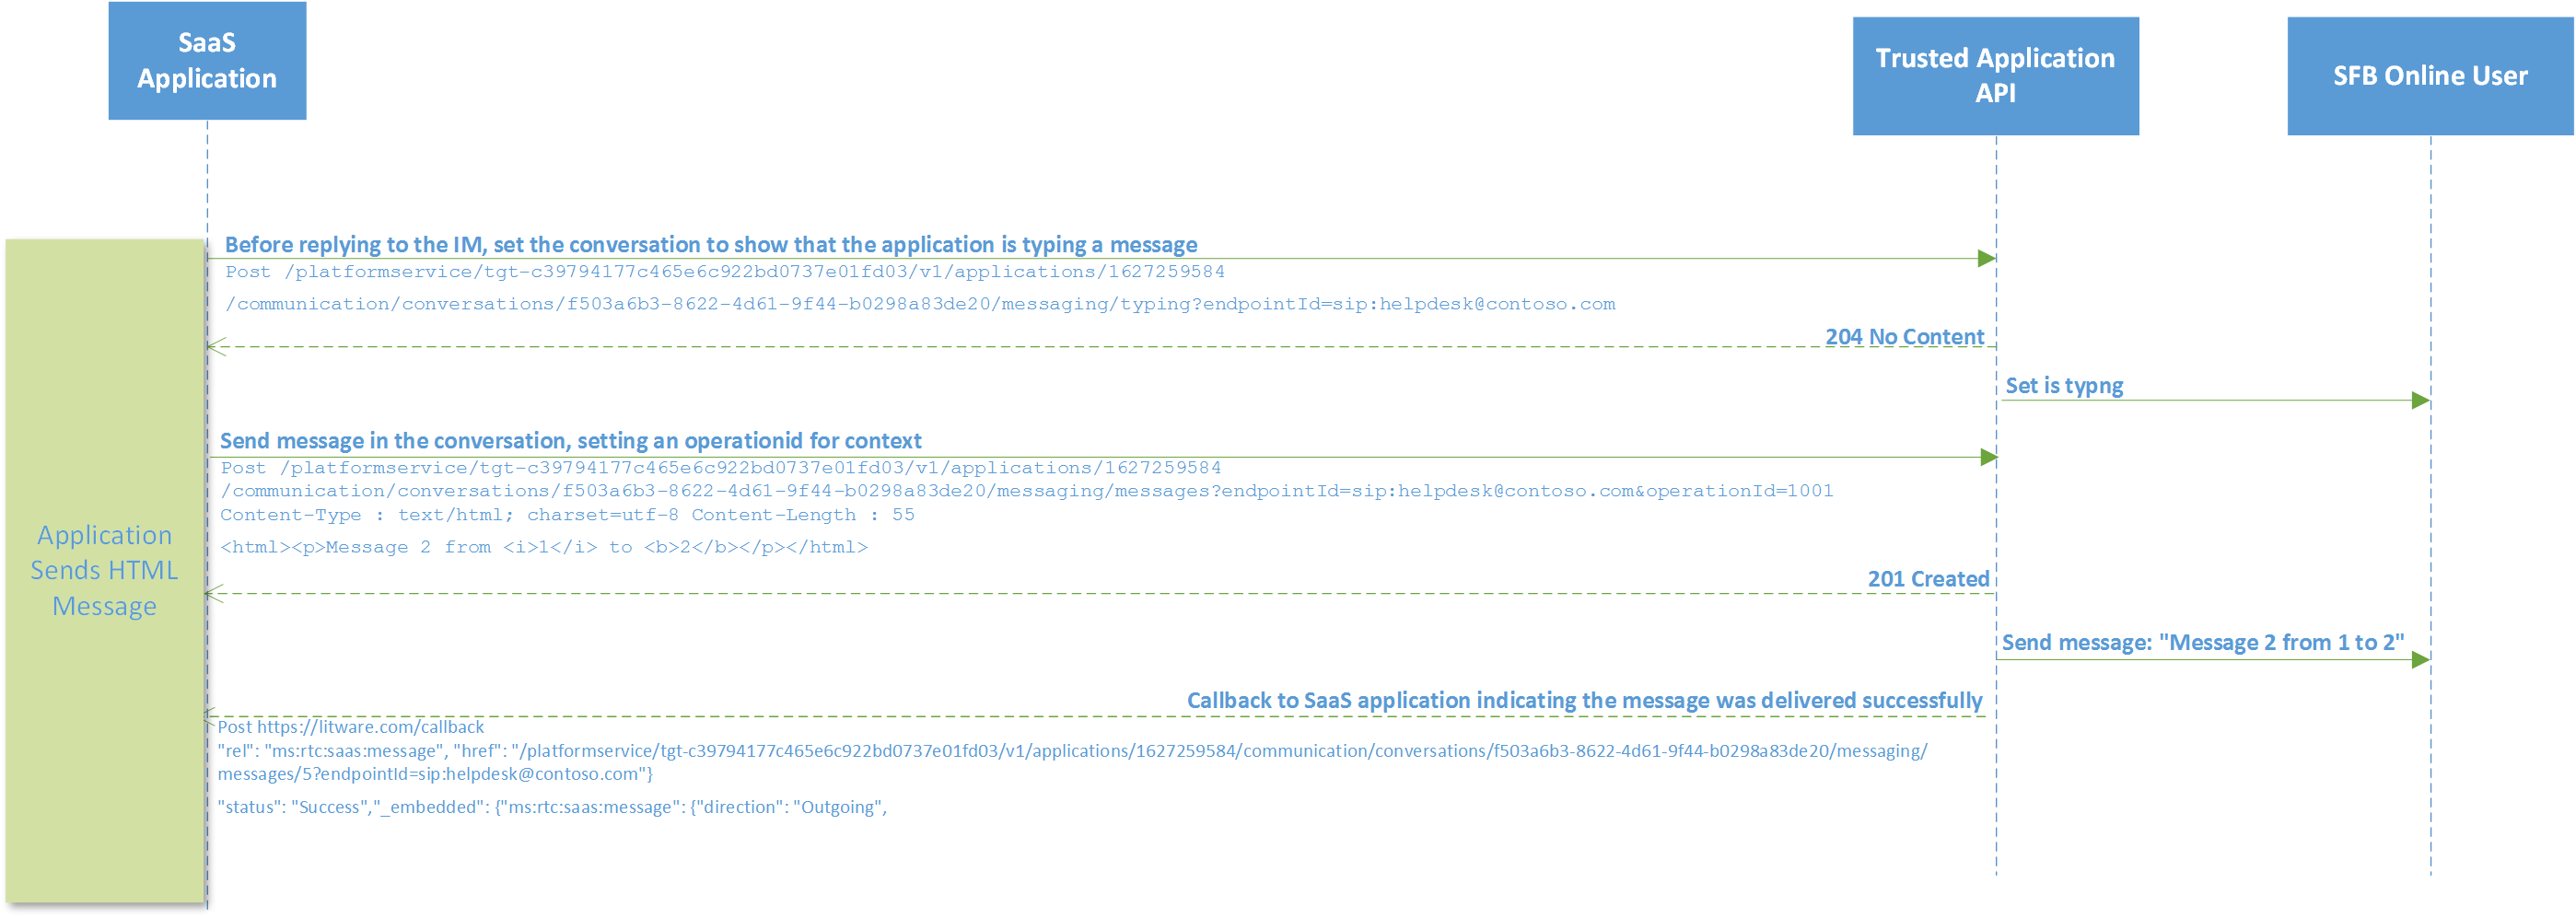 SaaS
Application
Trusted Application
API
SFB Online User
Before replying to the IM, set the conversation to show that the application is typing a message
Post /platformservice/tgt-c39794177c465e6c922bd0737e01fd03/v1/applications/1627259584
/communication/conversations/f503a6b3-8622-4d61-9f44-b0298a83de20/messaging/typing?endpointId=sip:helpdesk@contoso.com
204 No Content
Set is typng
Send message in the conversation, setting an operationid for context
Post /platformservice/tgt-c39794177c465e6c922bd0737e01fd03/v1/applications/1627259584
/communication/conversations/f503a6b3-8622-4d61-9f44-b0298a83de20/messaging/messages?endpointId=sip:helpdesk@contoso.com&operationId=1001
Content-Type : text/html; charset=utf-8 Content-Length : 55
<html><p>Message 2 from <i>1</i> to <b>2</b></p></html>
Application
Sends HTML
Message
201 Created
Send message: "Message 2 from 1 to 2"
Callback to SaaS application indicating the message was delivered successfully
Post https://litware.com/callback
"rel": "ms:rtc:saas:message", "href": "/platformservice/tgt-c39794177c465e6c922bd0737e01fd03/v1/applications/1627259584/communication/conversations/f503a6b3-8622-4d61-9f44-b0298a83de20/messaging/
messages/5?endpointId=sip:helpdesk@contoso.com"}
"status": "Success","_embedded": {"ms:rtc:saas:message": {"direction": "Outgoing",